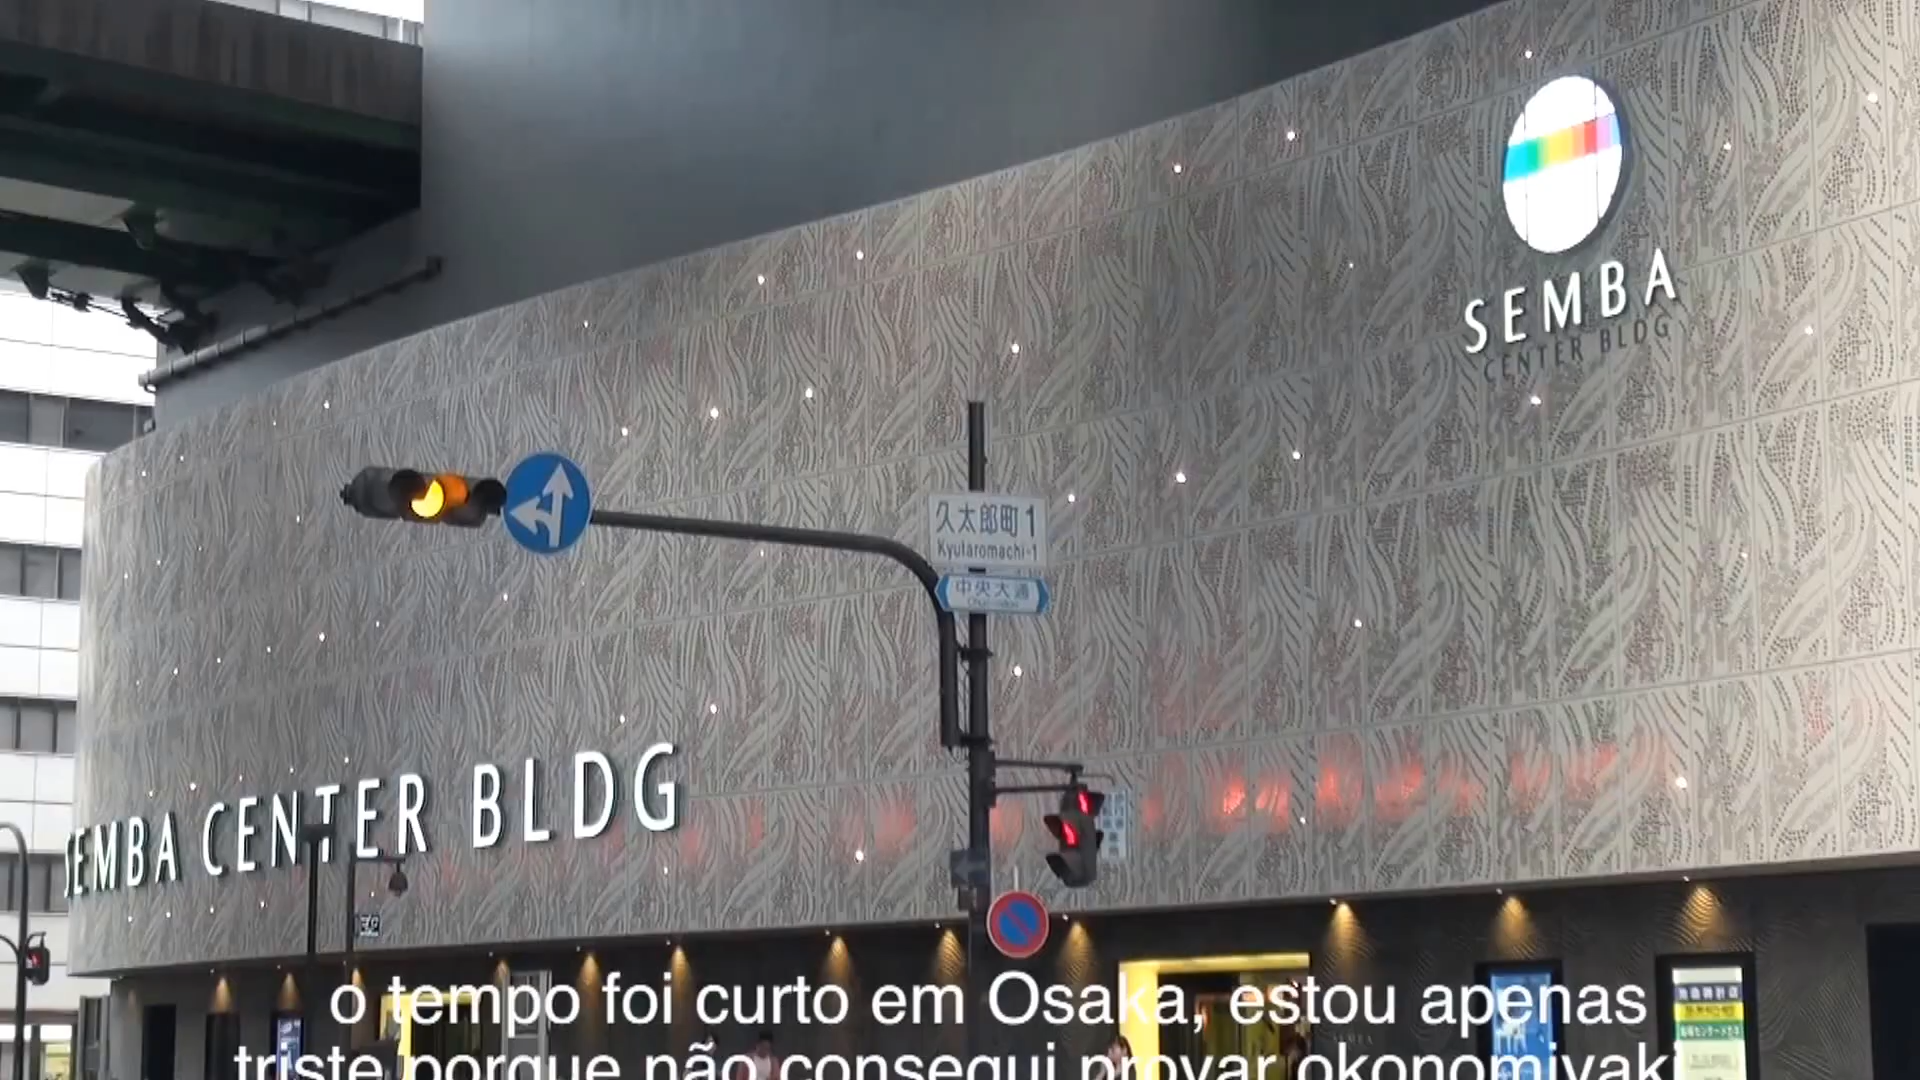 SEMBA
CENTER BLDG
久太郎町1
Kyutaromachi-1
中央大通
SEMBA CENTER BLDG
o tempo foi curto em Osaka, estou apenas
triste porque não consegui provar okonomiyaki